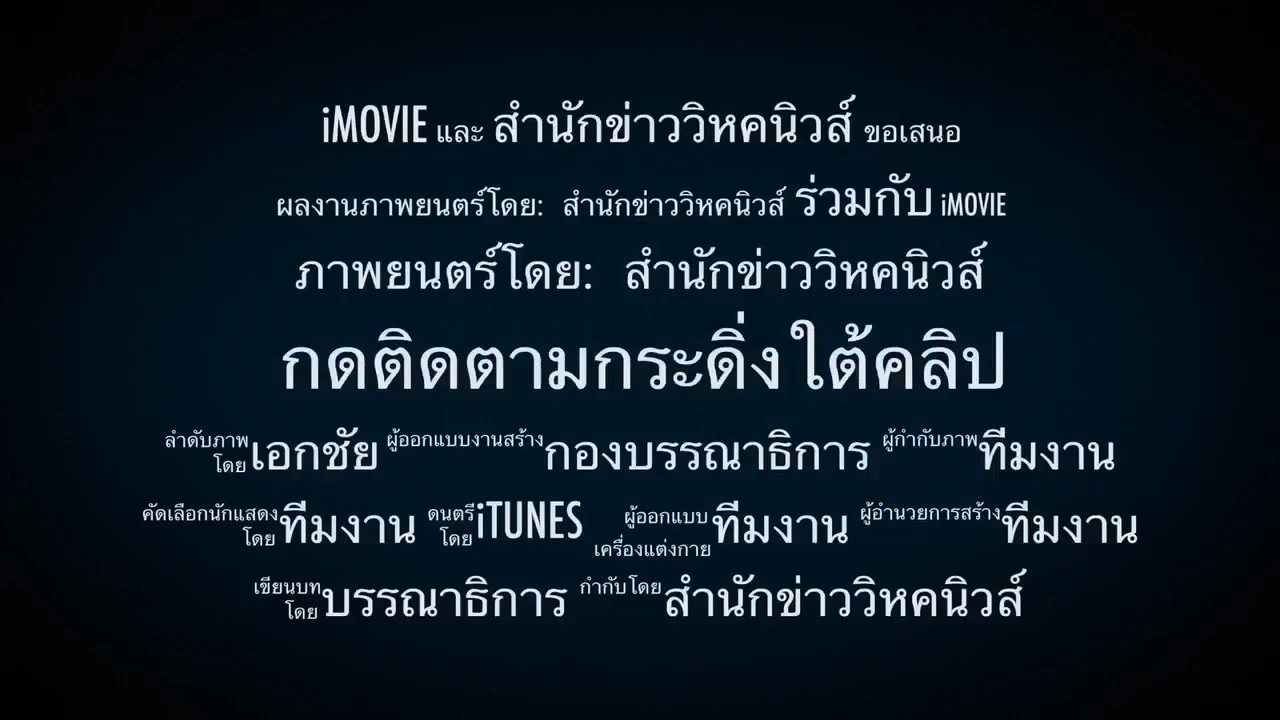 iMOVIE และ สำนักข่าววิหคนิวส์ ขอเสนอ
ผลงานภาพยนตร์โดย: สำนักข่าววิหคนิวส์ ร่วมกับ iMOVIE
ภาพยนตร์โดย: สำนักข่าววิหคนิวส์
กดติดตามกระดิ่งใต้คลิป
ลำดับภาพโดย เอกชัย ผู้ออกแบบงานสร้าง กองบรรณาธิการ ผู้กำกับภาพ ทีมงาน
คัดเลือกนักแสดงโดย ทีมงาน ดนตรีโดย iTUNES ผู้ออกแบบเครื่องแต่งกาย ทีมงาน ผู้อำนวยการสร้าง ทีมงาน
เขียนบทโดย บรรณาธิการ กำกับโดย สำนักข่าววิหคนิวส์